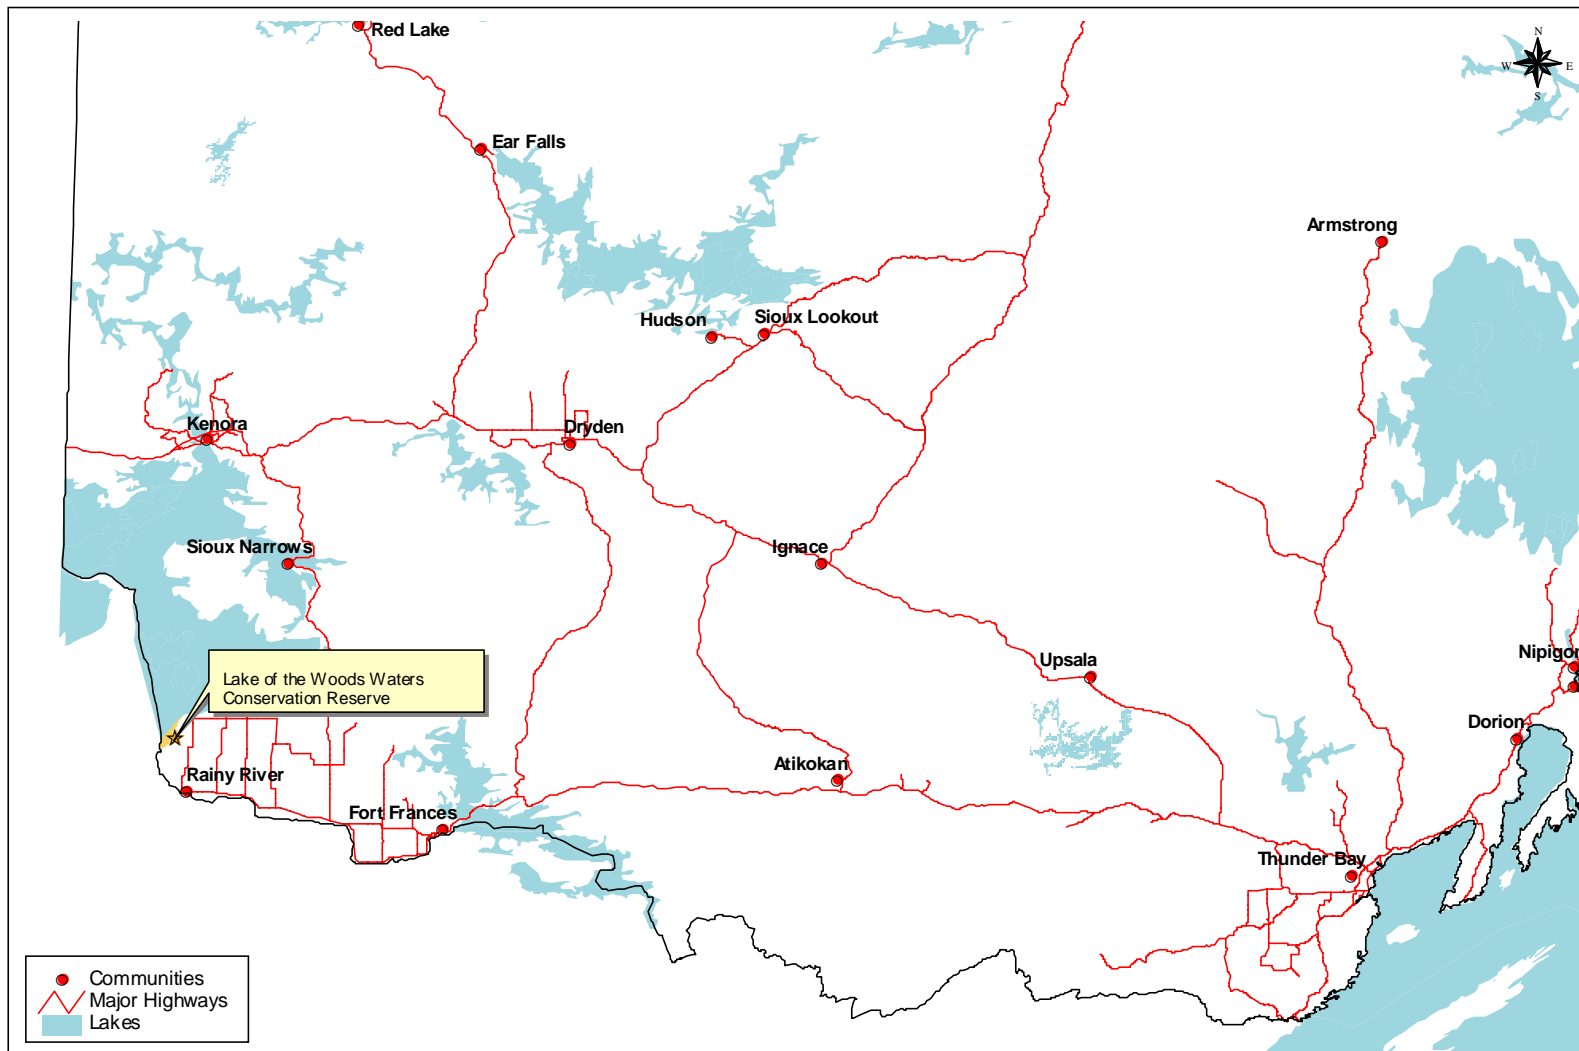 Red Lake
N
W
E
S
Ear Falls
Armstrong
Hudson
Sioux Lookout
Kenora
Dryden
Sioux Narrows
Ignace
Upsala
Nipigon
Lake of the Woods Waters
Conservation Reserve
Dorion
Rainy River
Atikokan
Fort Frances
Thunder Bay
Communities
Major Highways
Lakes